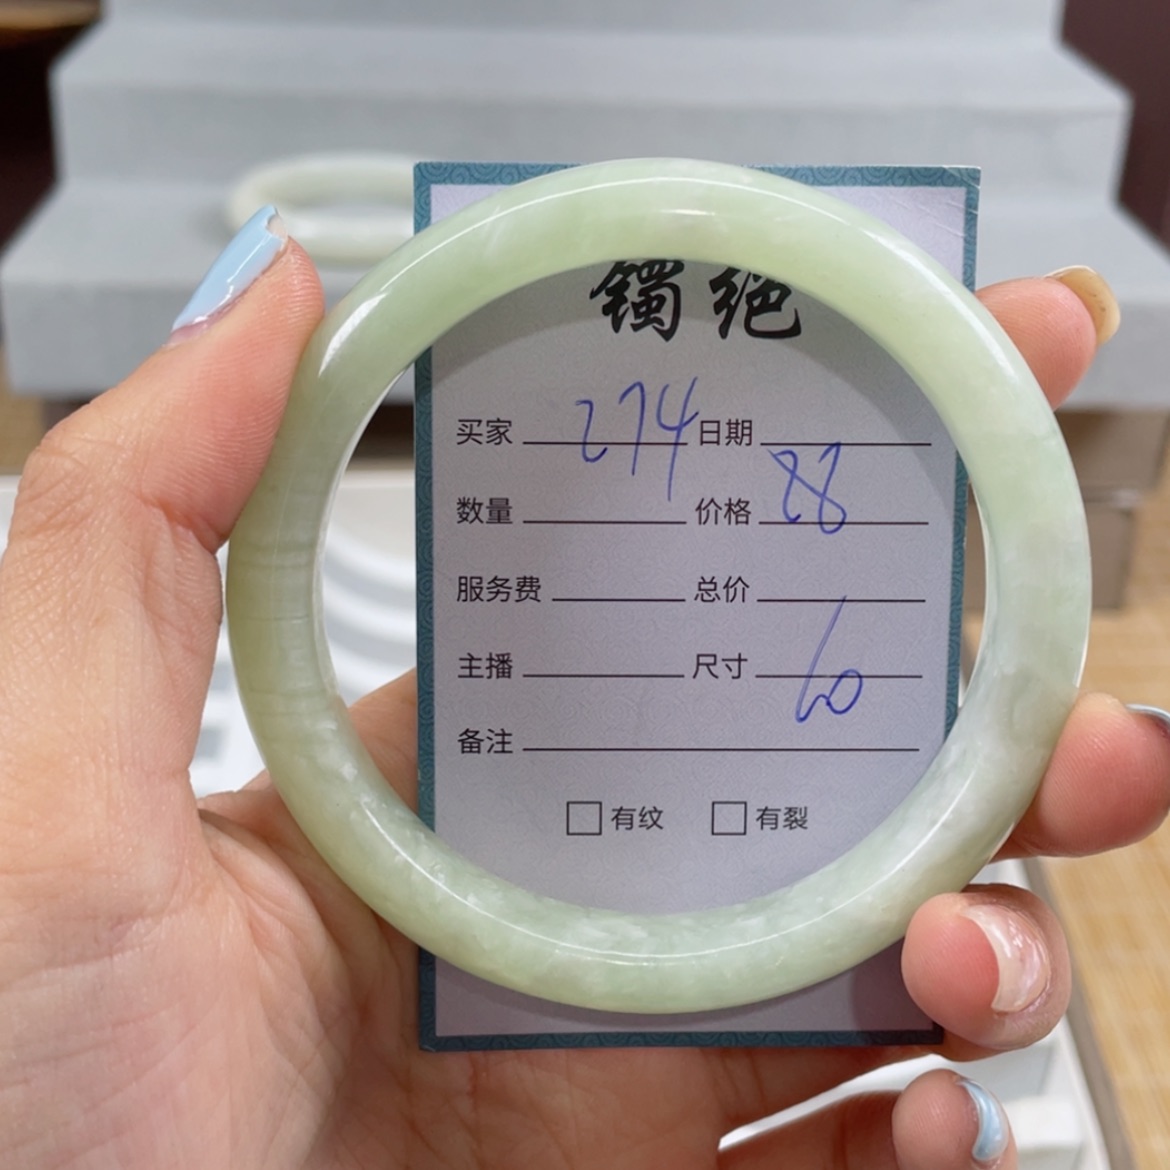 镯绝
买家 274 日期
数量 价格 88
服务费 总价
主播 尺寸 60
备注
有纹 有裂